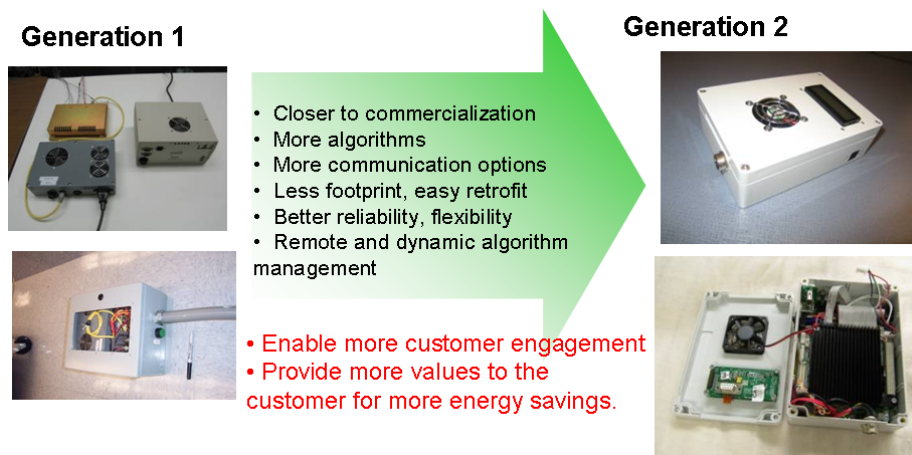 Generation 1
Generation 2
• Closer to commercialization
• More algorithms
• More communication options
• Less footprint, easy retrofit
• Better reliability, flexibility
• Remote and dynamic algorithm
management
• Enable more customer engagement
• Provide more values to the
customer for more energy savings.